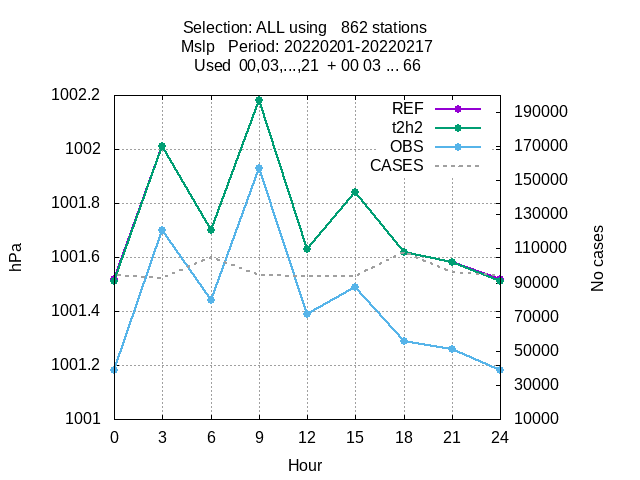 Selection: ALL using   862 stations
Mslp   Period: 20220201-20220217
Used  00,03,...,21  + 00 03 ... 66
REF
t2h2
OBS
CASES
1002.2
1002
1001.8
1001.6
1001.4
1001.2
1001
hPa
190000
170000
150000
130000
110000
90000
70000
50000
30000
10000
No cases
0 3 6 9 12 15 18 21 24
Hour